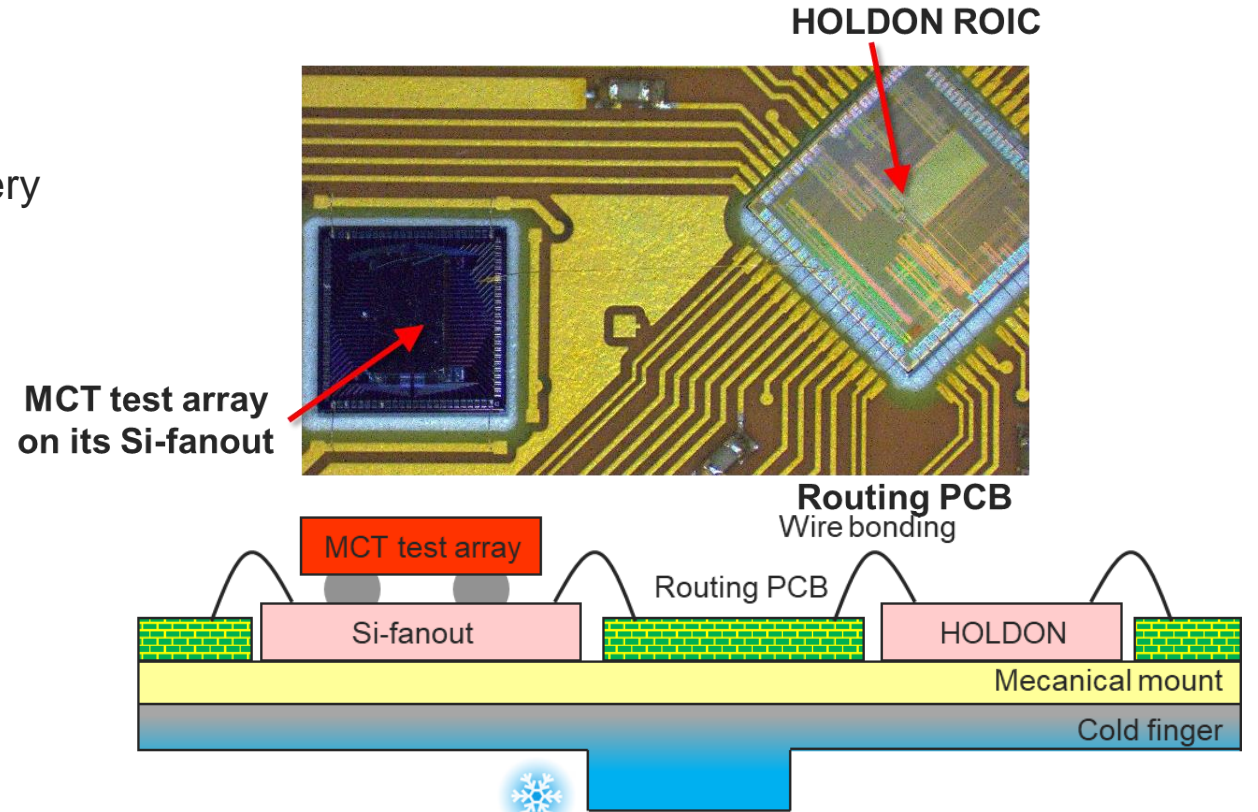 HOLDON ROIC
ery
MCT test array
on its Si-fanout
Routing PCB
Wire bonding
MCT test array
Routing PCB
Si-fanout
HOLDON
Mecanical mount
Cold finger